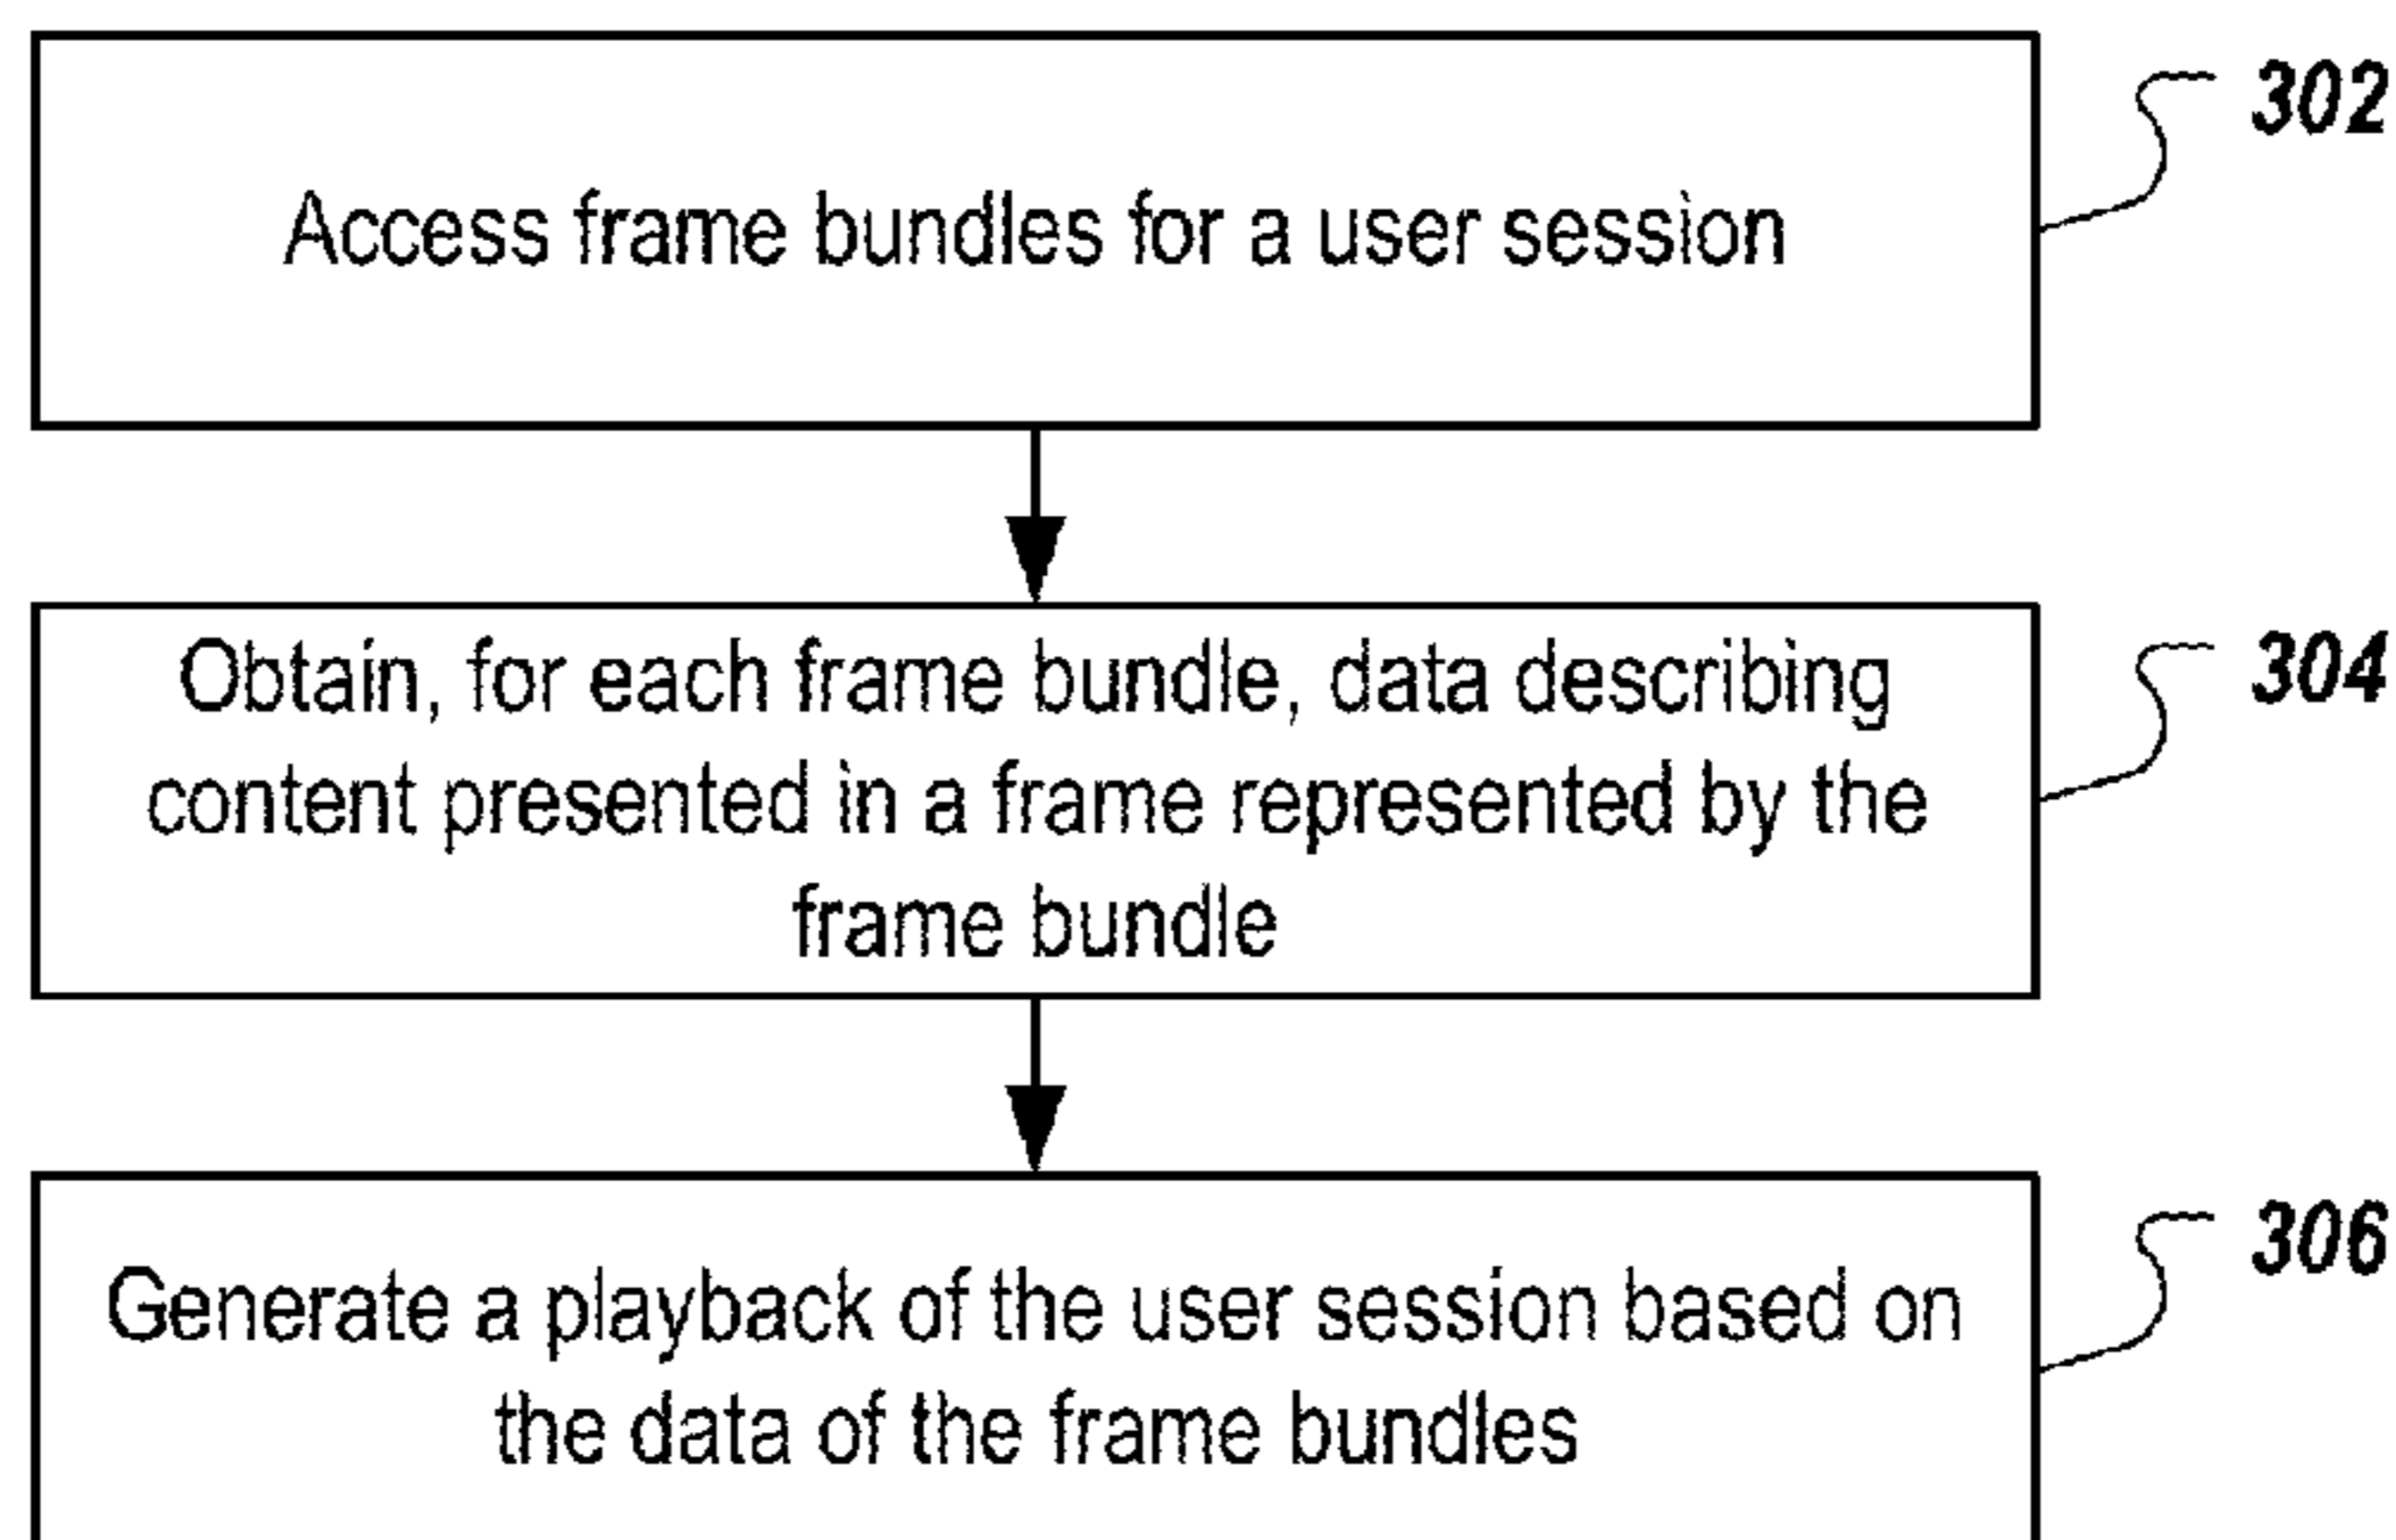 302
Access frame bundles for a user session
304
Obtain, for each frame bundle, data describing
content presented in a frame represented by the
frame bundle
306
Generate a playback of the user session based on
the data of the frame bundles